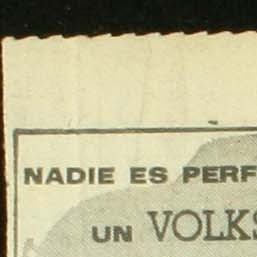 NADIE ES PERF
UN VOLKS